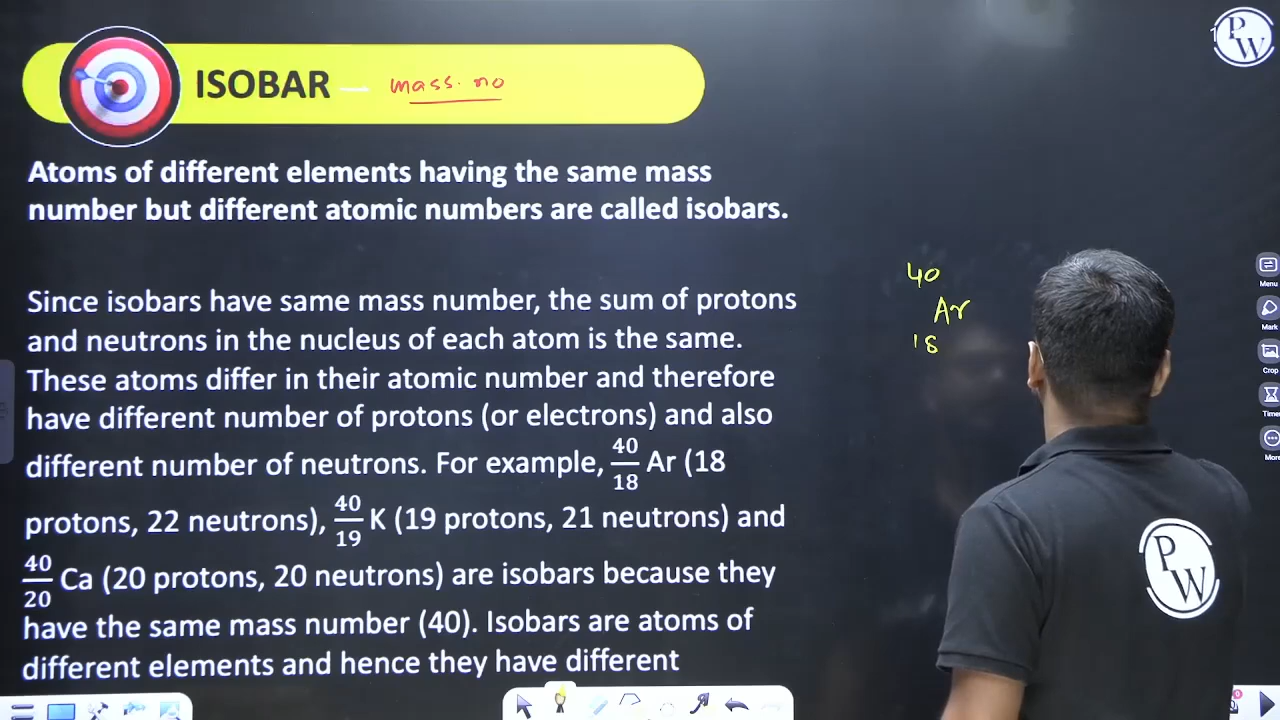 ISOBAR — mass. no
Atoms of different elements having the same mass
number but different atomic numbers are called isobars.
Since isobars have same mass number, the sum of protons
and neutrons in the nucleus of each atom is the same.
These atoms differ in their atomic number and therefore
have different number of protons (or electrons) and also
different number of neutrons. For example, 40/18 Ar (18
protons, 22 neutrons), 40/19 K (19 protons, 21 neutrons) and
40/20 Ca (20 protons, 20 neutrons) are isobars because they
have the same mass number (40). Isobars are atoms of
different elements and hence they have different
40
Ar
18
PW
PW
Menu
Mark
Crop